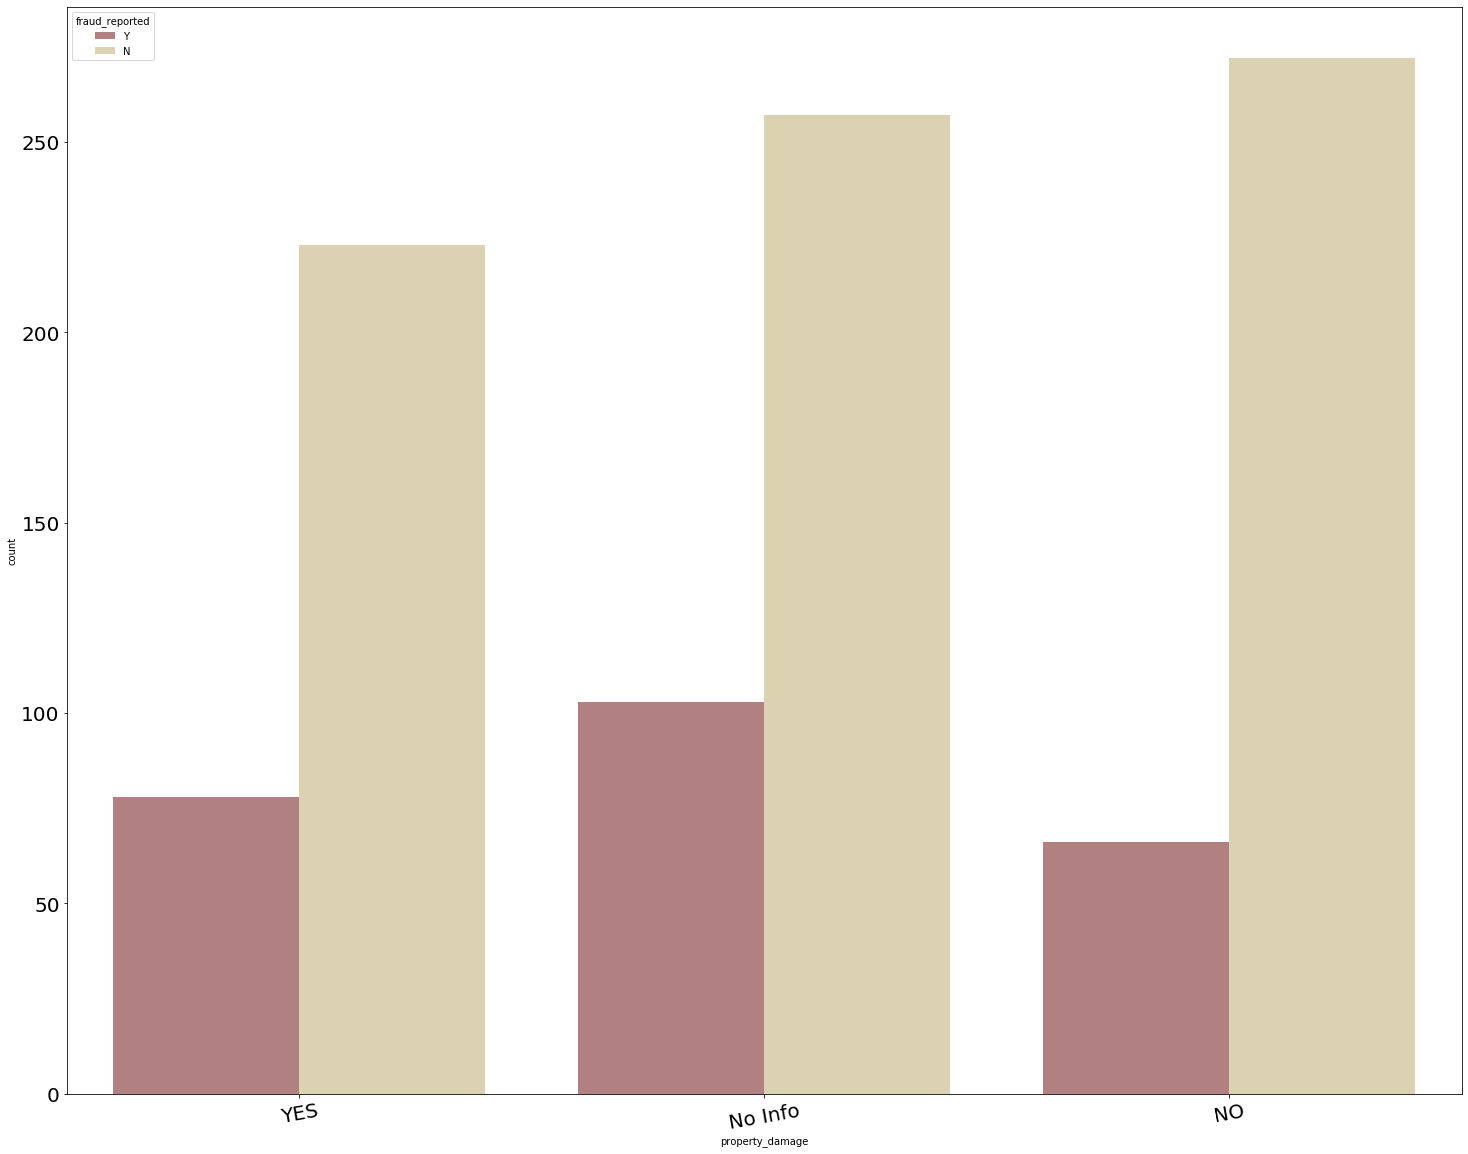 fraud_reported
Y
N
250
200
150
100
50
0
count
YES
No Info
NO
property_damage